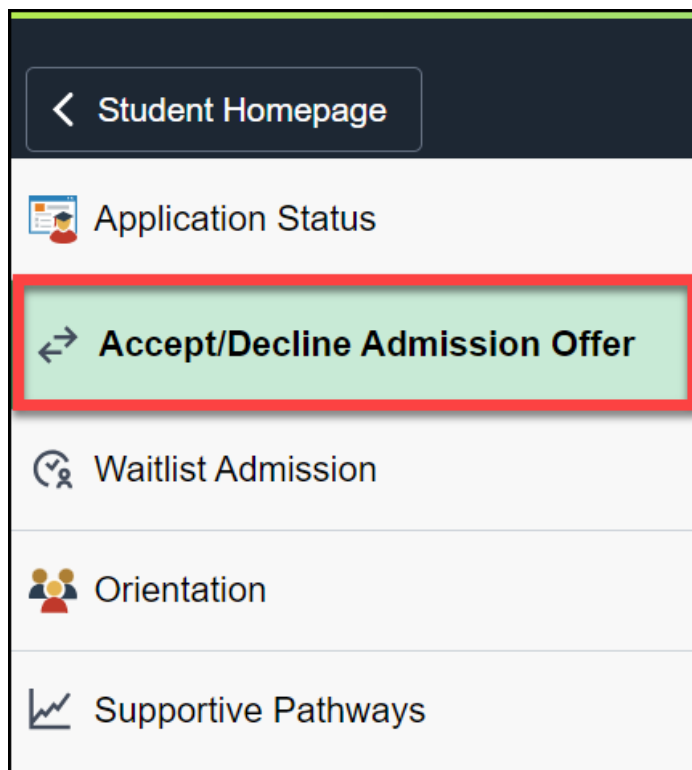 Student Homepage
Application Status
Accept/Decline Admission Offer
Waitlist Admission
Orientation
Supportive Pathways